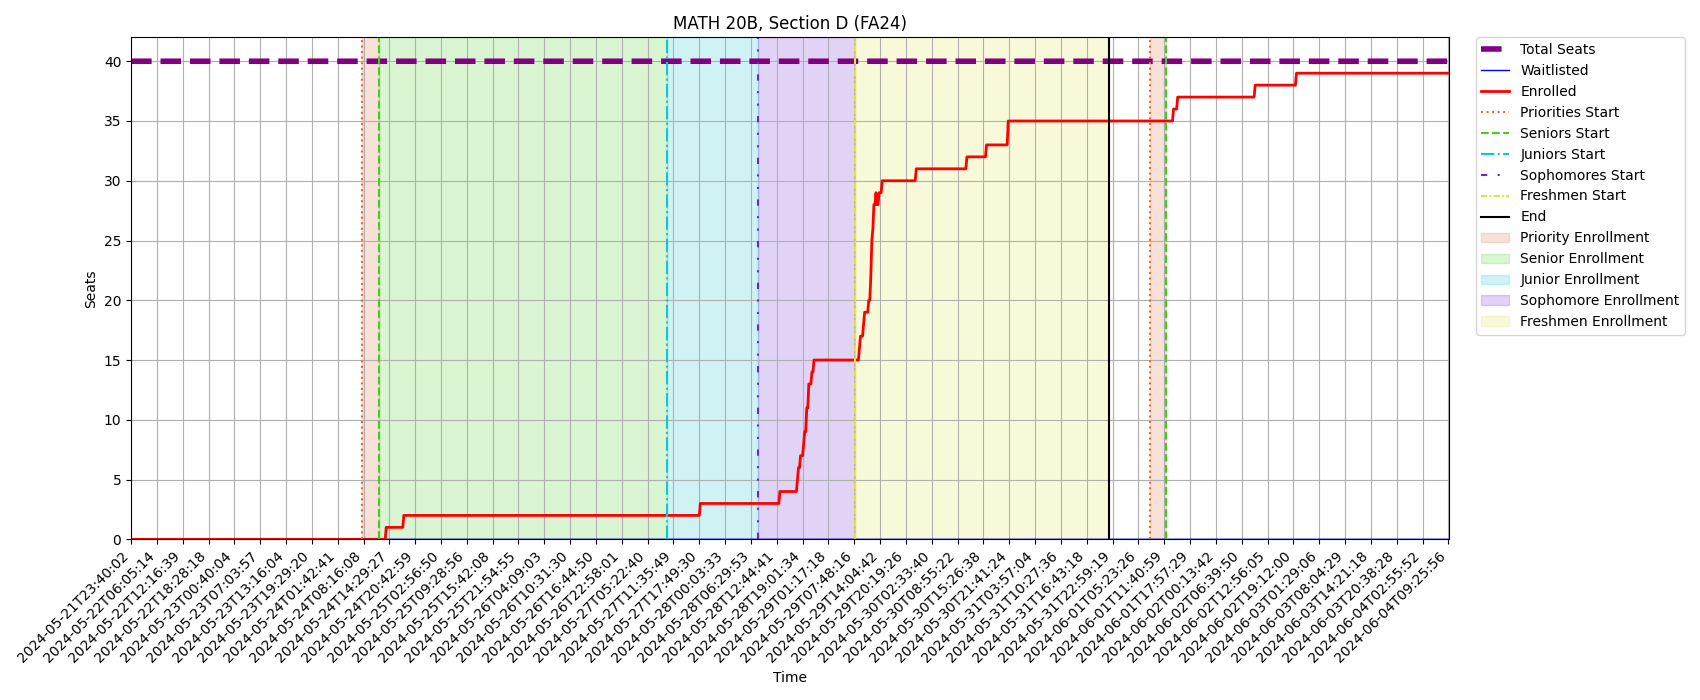 MATH 20B, Section D (FA24)
Seats
40
35
30
25
20
15
10
5
0
2024-05-21T23:40:02
2024-05-22T06:05:14
2024-05-22T12:16:39
2024-05-22T18:28:18
2024-05-23T00:40:04
2024-05-23T07:03:57
2024-05-23T13:16:04
2024-05-23T19:29:20
2024-05-24T01:42:41
2024-05-24T08:16:08
2024-05-24T14:29:27
2024-05-24T20:42:59
2024-05-25T02:56:50
2024-05-25T09:28:56
2024-05-25T15:42:08
2024-05-25T21:54:55
2024-05-26T04:09:03
2024-05-26T10:31:30
2024-05-26T16:44:50
2024-05-26T22:58:01
2024-05-27T05:22:40
2024-05-27T11:35:49
2024-05-27T17:49:30
2024-05-28T00:03:33
2024-05-28T06:29:53
2024-05-28T12:44:41
2024-05-28T19:01:34
2024-05-29T01:17:18
2024-05-29T07:48:16
2024-05-29T14:04:42
2024-05-29T20:19:26
2024-05-30T02:33:40
2024-05-30T08:55:22
2024-05-30T15:26:38
2024-05-30T21:41:24
2024-05-31T03:57:04
2024-05-31T10:27:36
2024-05-31T16:43:18
2024-05-31T22:59:19
2024-06-01T05:23:26
2024-06-01T11:40:59
2024-06-01T17:57:29
2024-06-02T00:13:42
2024-06-02T06:39:50
2024-06-02T12:56:05
2024-06-02T19:12:00
2024-06-03T01:29:06
2024-06-03T08:04:29
2024-06-03T14:21:18
2024-06-03T20:38:28
2024-06-04T02:55:52
2024-06-04T09:25:56
Time
Total Seats
Waitlisted
Enrolled
Priorities Start
Seniors Start
Juniors Start
Sophomores Start
Freshmen Start
End
Priority Enrollment
Senior Enrollment
Junior Enrollment
Sophomore Enrollment
Freshmen Enrollment